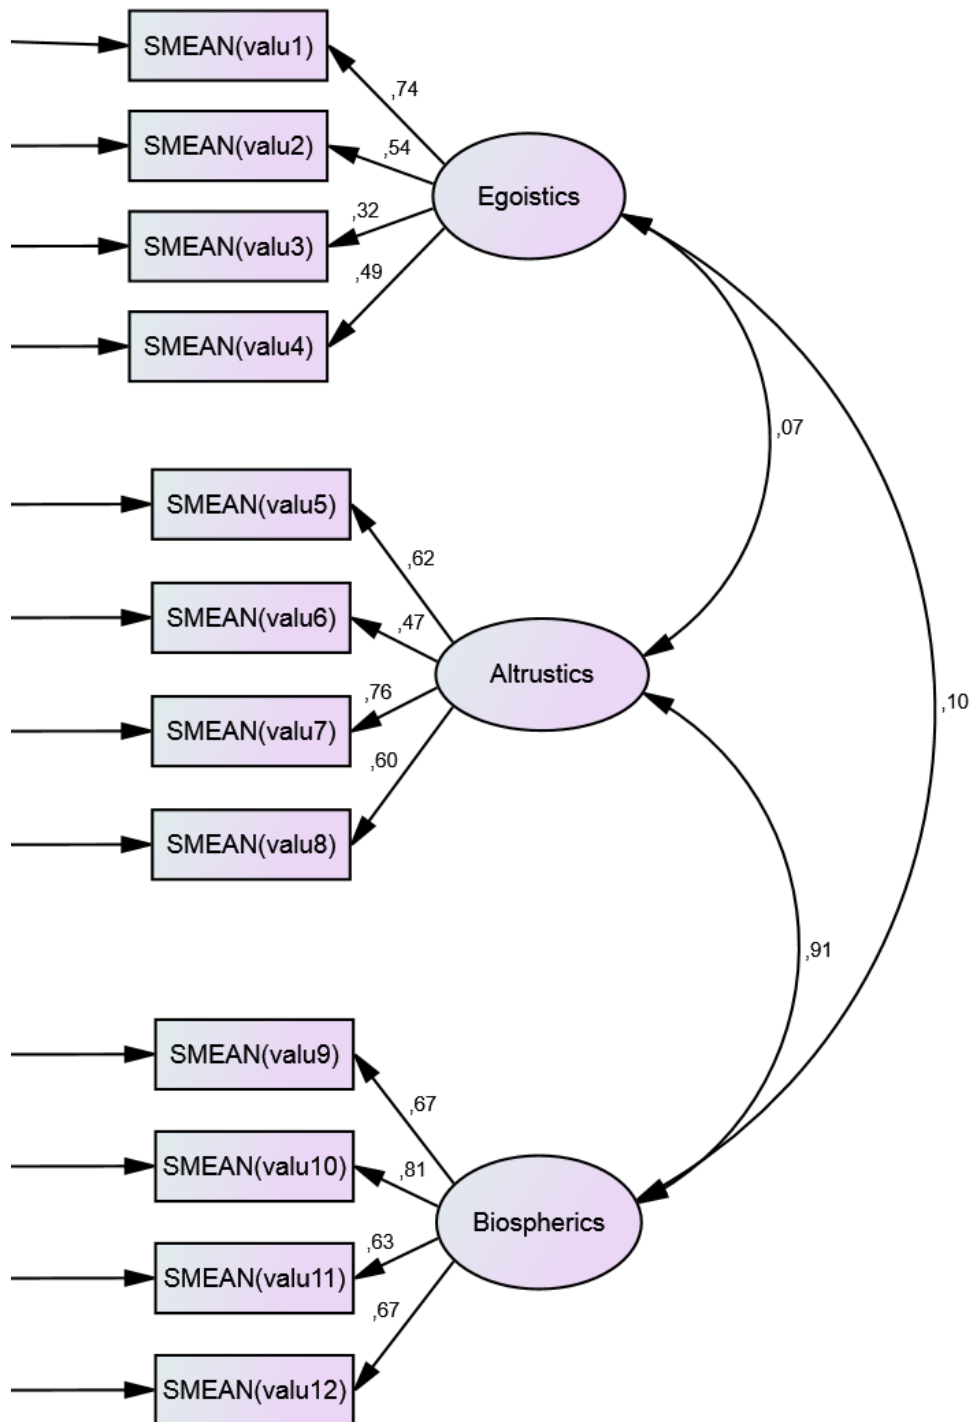 SMEAN(valu1)
,74
SMEAN(valu2)
,54
Egoistics
SMEAN(valu3)
,32
,49
SMEAN(valu4)
,07
SMEAN(valu5)
,62
SMEAN(valu6)
,47
Altrustics
,76
SMEAN(valu7)
,60
SMEAN(valu8)
,10
,91
SMEAN(valu9)
,67
SMEAN(valu10)
,81
Biospherics
,63
SMEAN(valu11)
,67
SMEAN(valu12)